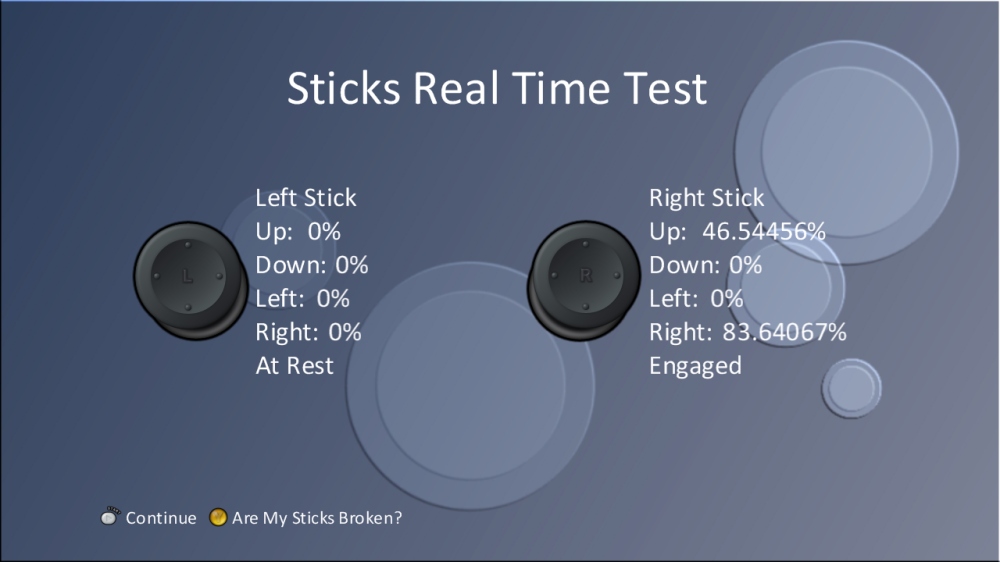 Sticks Real Time Test
Left Stick
Up: 0%
Down: 0%
Left: 0%
Right: 0%
At Rest
L
Right Stick
Up: 46.54456%
Down: 0%
Left: 0%
Right: 83.64067%
Engaged
R
Continue Are My Sticks Broken?